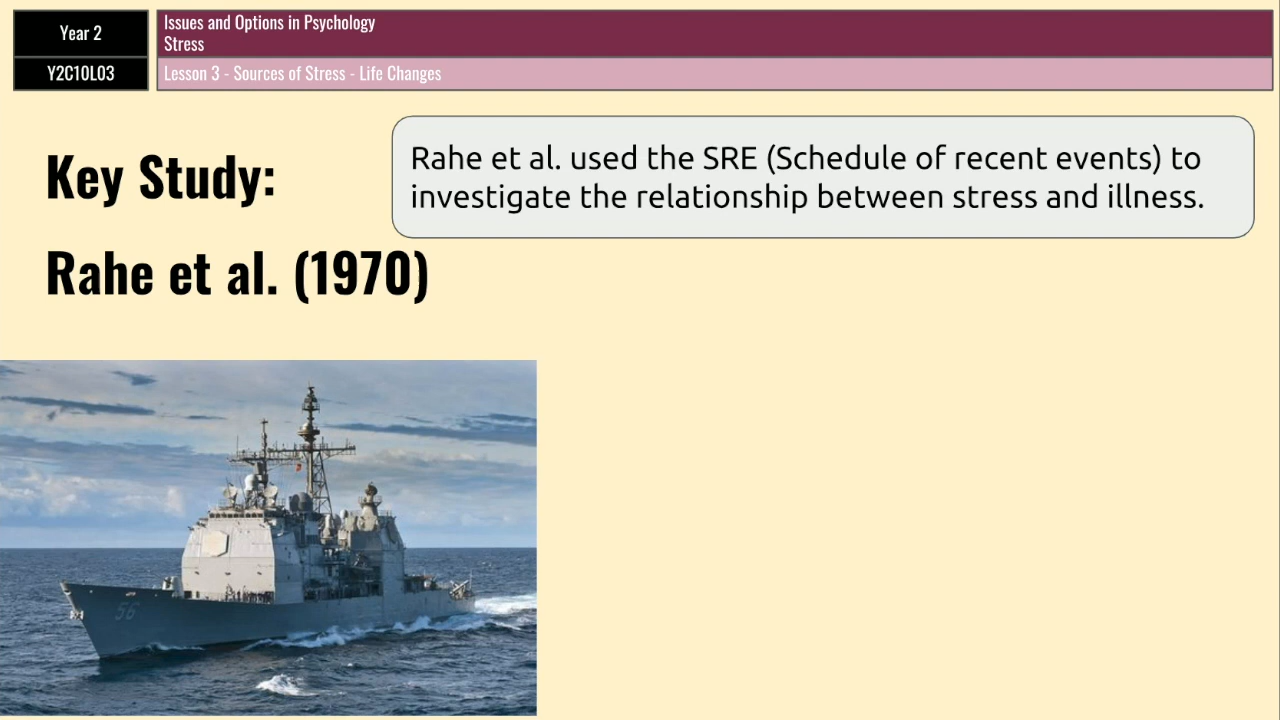 Year 2
Issues and Options in Psychology
Stress
Y2C10L03
Lesson 3 - Sources of Stress - Life Changes
Key Study:
Rahe et al. (1970)
Rahe et al. used the SRE (Schedule of recent events) to
investigate the relationship between stress and illness.
56